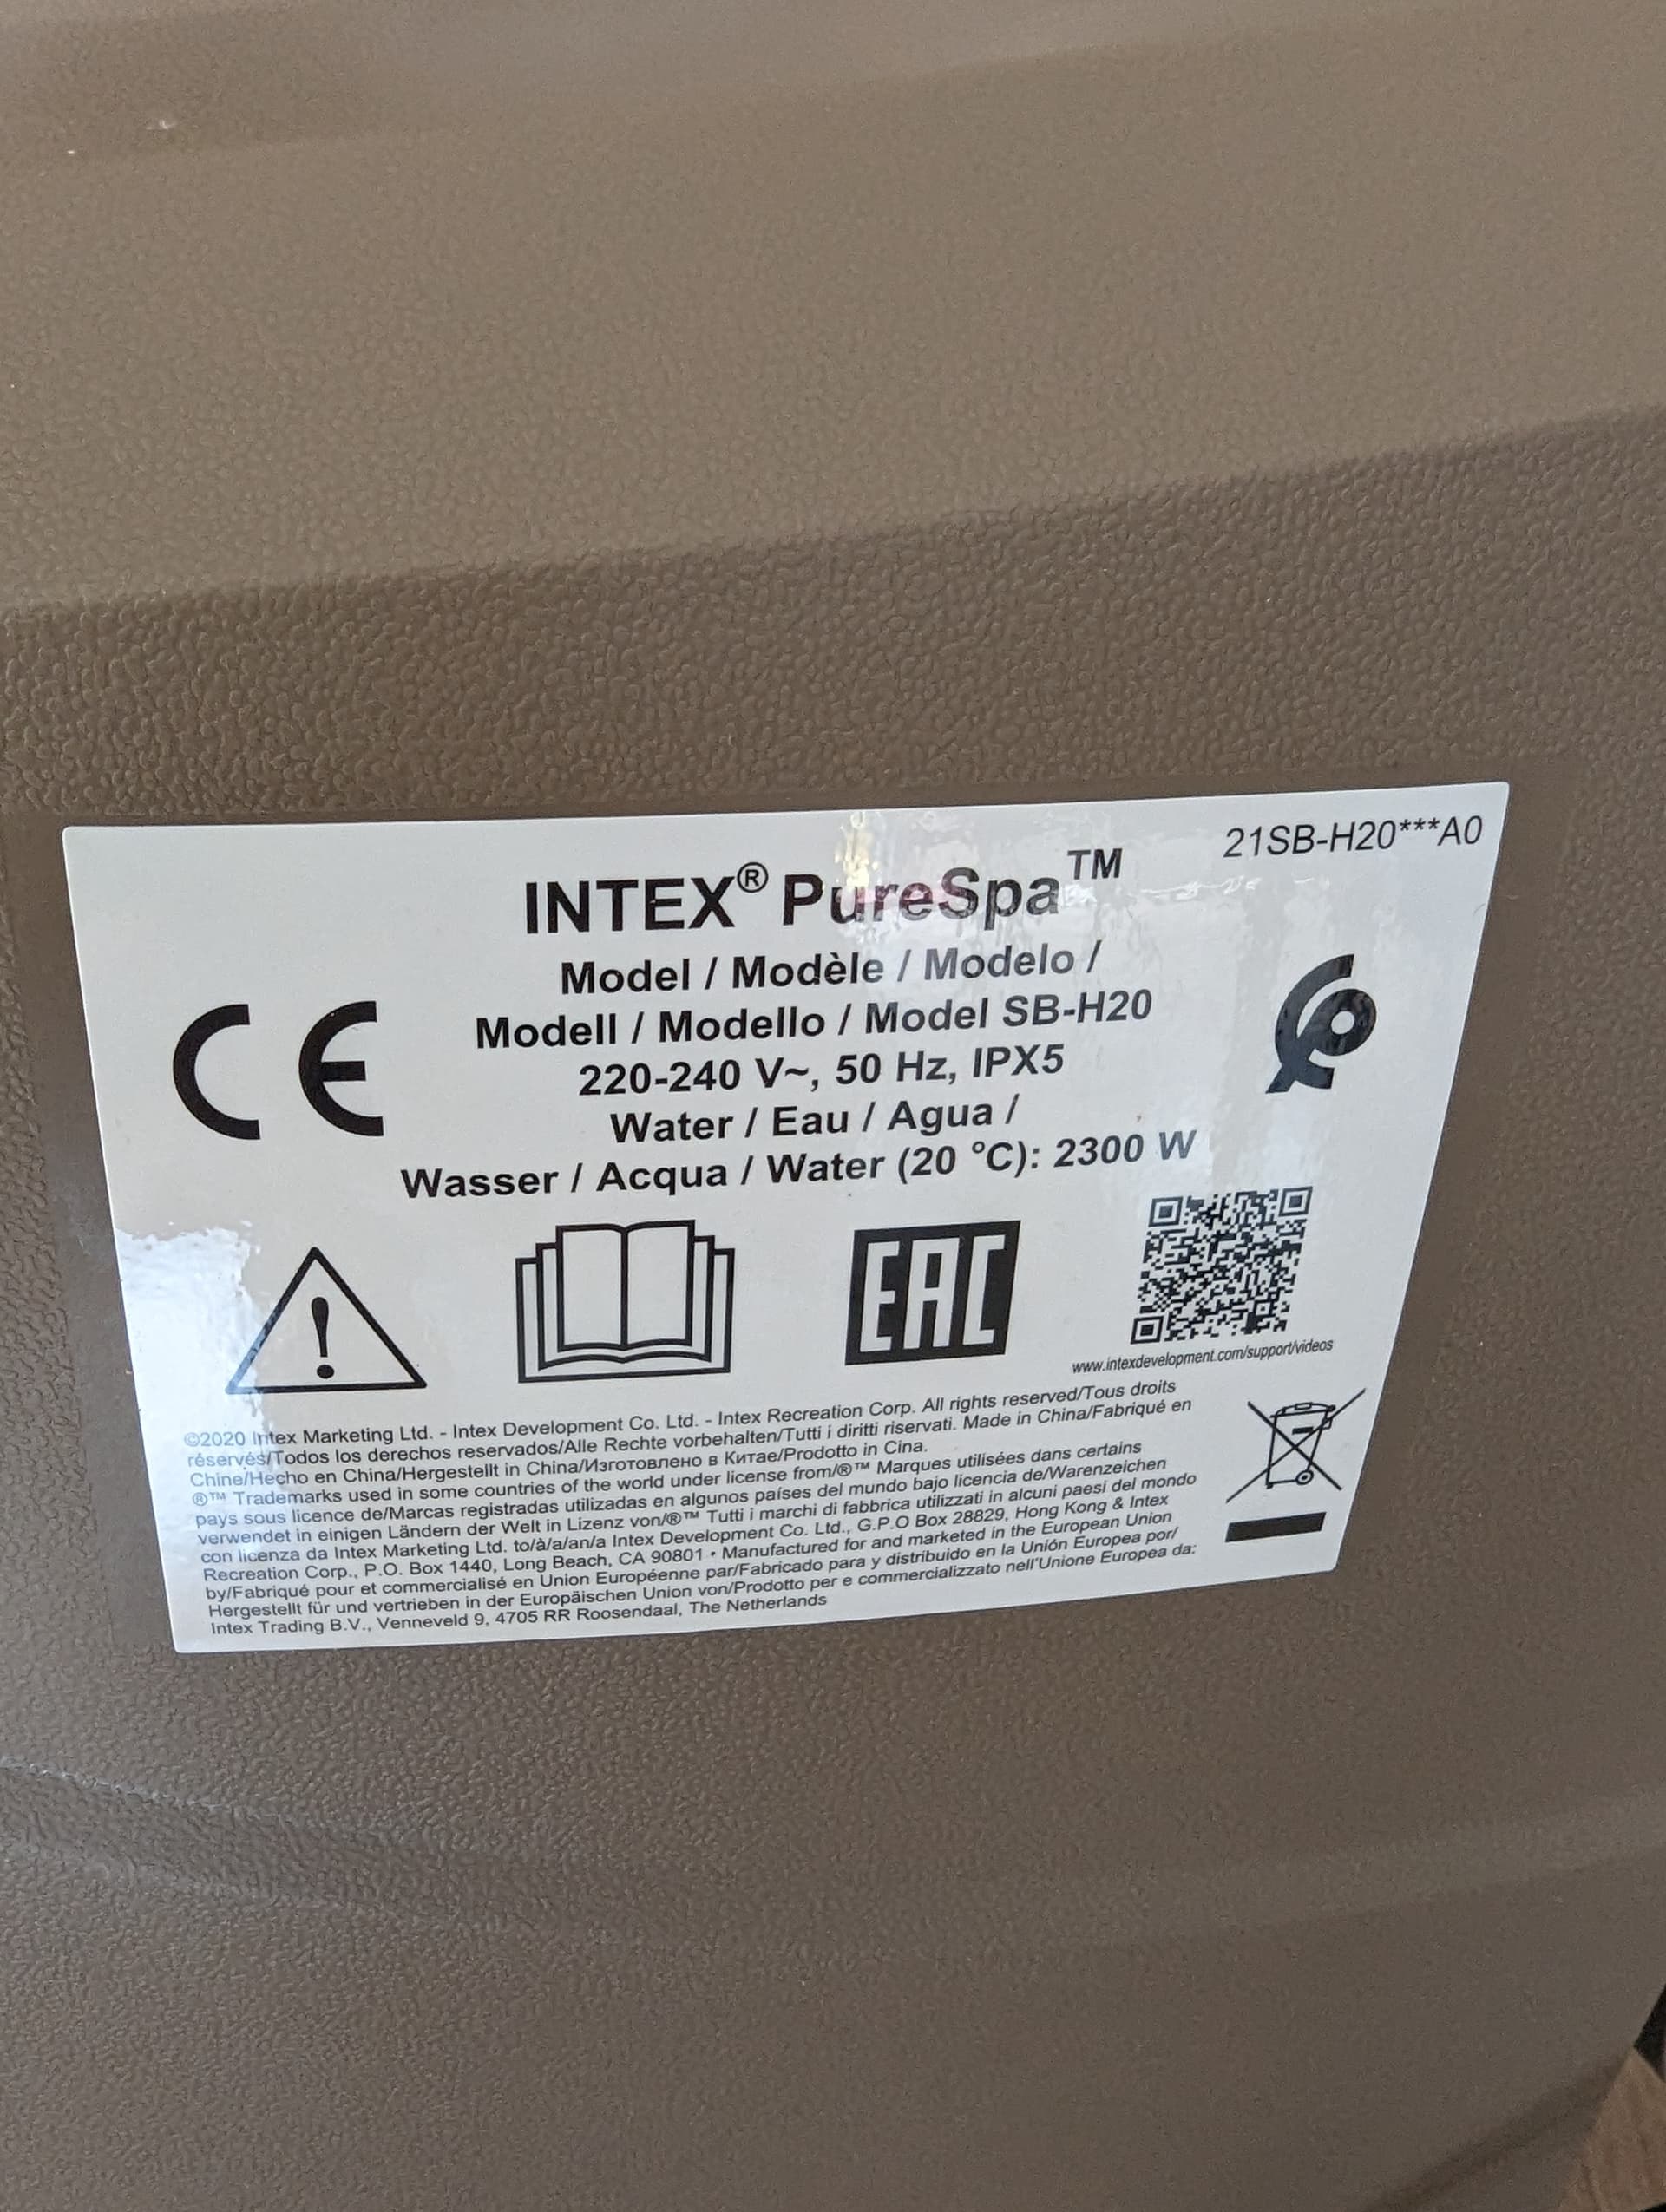 21SB-H20***A0
INTEX® PureSpa™
Model / Modèle / Modelo /
Modell / Modello / Model SB-H20
220-240 V~, 50 Hz, IPX5
Water / Eau / Agua /
Wasser / Acqua / Water (20 °C): 2300 W
CE
EAC
www.intexdevelopment.com/support/videos
©2020 Intex Marketing Ltd. - Intex Development Co. Ltd. - Intex Recreation Corp. All rights reserved/Tous droits
réservés/Todos los derechos reservados/Alle Rechte vorbehalten/Tutti i diritti riservati. Made in China/Fabriqué en
Chine/Hecho en China/Hergestellt in China/Изготовлено в Китае/Prodotto in Cina.
®™ Trademarks used in some countries of the world under license from/®™ Marques utilisées dans certains
pays sous licence de/Marcas registradas utilizadas en algunos países del mundo bajo licencia de/Warenzeichen
verwendet in einigen Ländern der Welt in Lizenz von/®™ Tutti i marchi di fabbrica utilizzati in alcuni paesi del mondo
con licenza da Intex Marketing Ltd. to/à/a/an/a Intex Development Co. Ltd., G.P.O Box 28829, Hong Kong & Intex
Recreation Corp., P.O. Box 1440, Long Beach, CA 90801 • Manufactured for and marketed in the European Union
by/Fabriqué pour et commercialisé en Union Européenne par/Fabricado para y distribuido en la Unión Europea por/
Hergestellt für und vertrieben in der Europäischen Union von/Prodotto per e commercializzato nell'Unione Europea da:
Intex Trading B.V., Venneveld 9, 4705 RR Roosendaal, The Netherlands